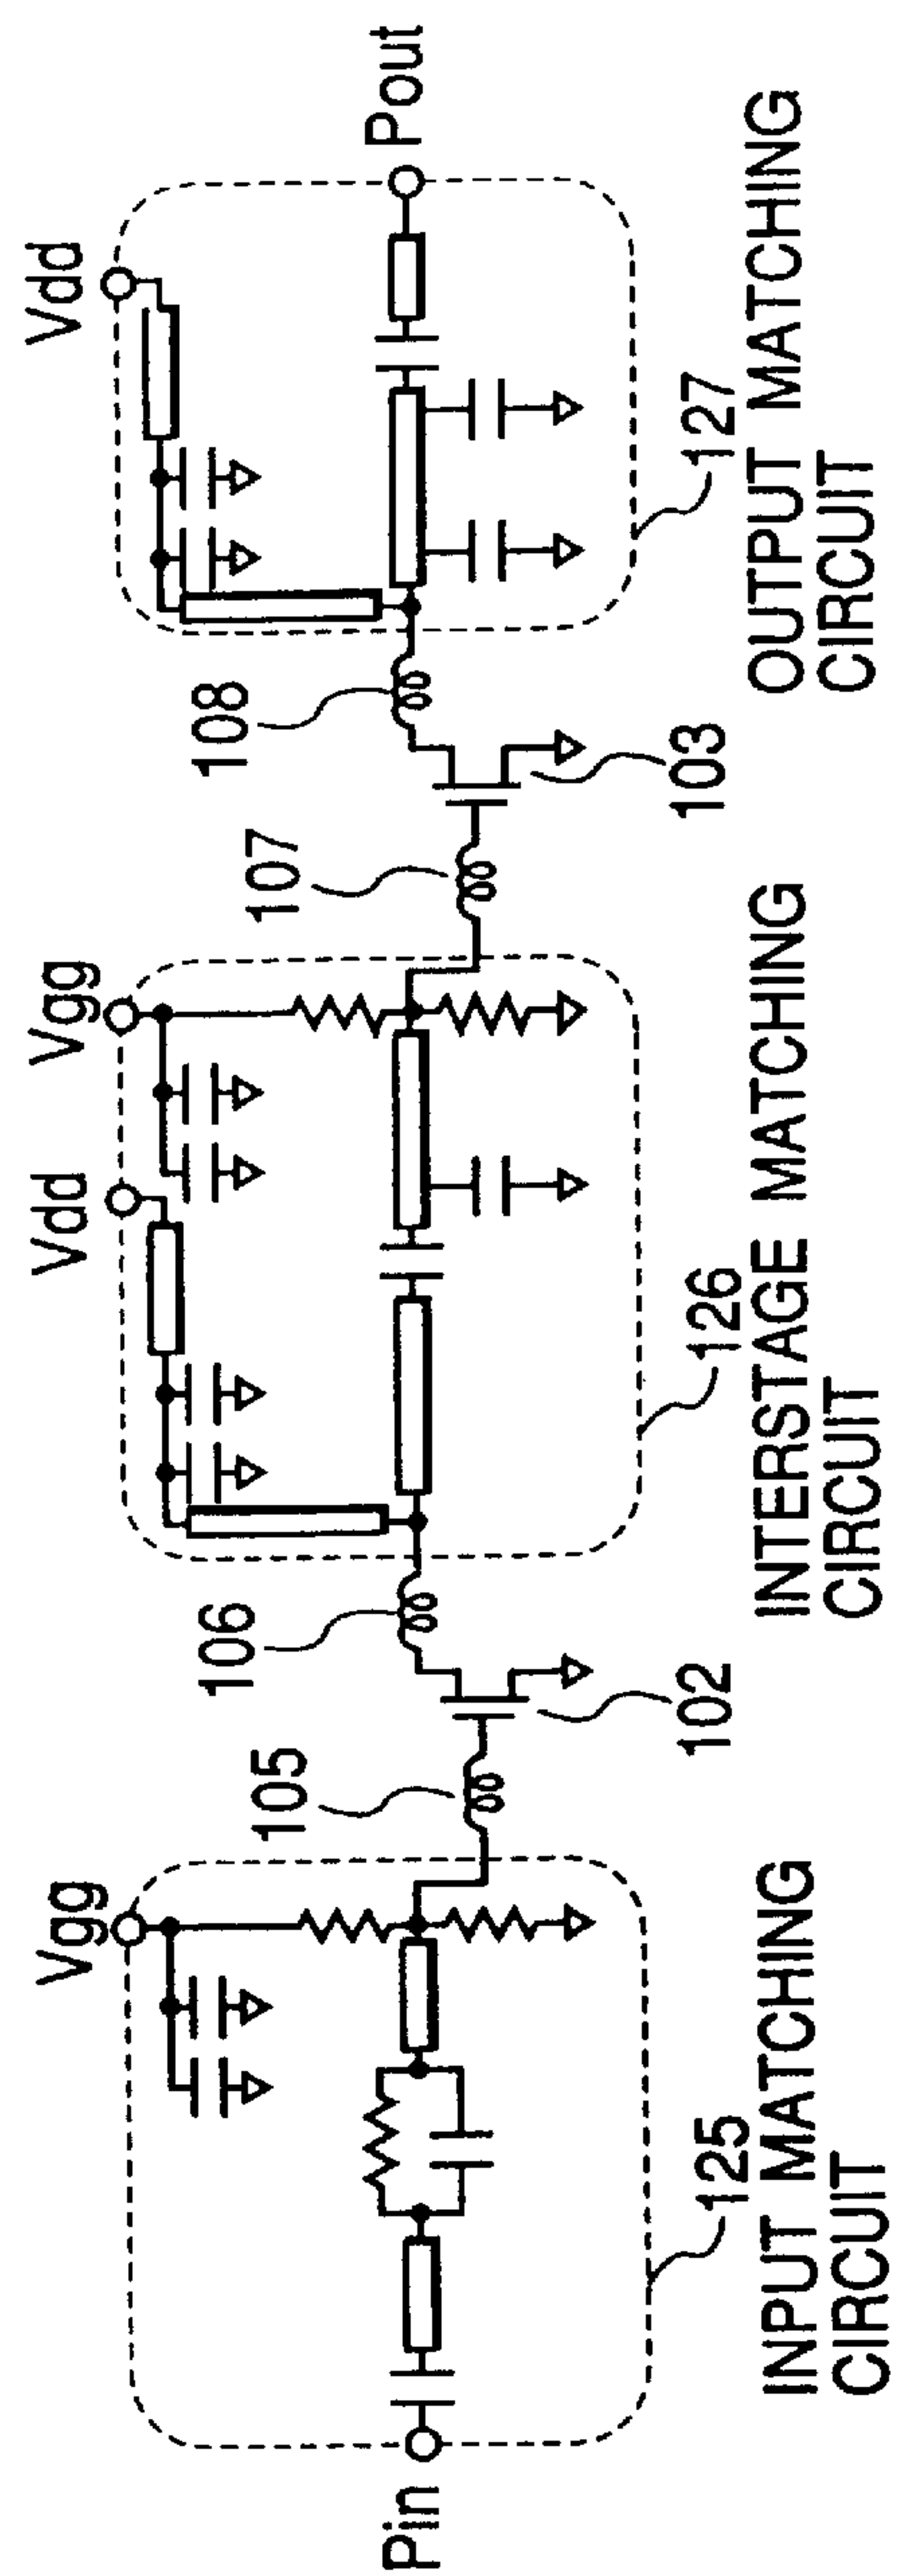 Pin
Vgg
125
INPUT MATCHING
CIRCUIT
105
102
106
Vdd
Vgg
126
INTERSTAGE MATCHING
CIRCUIT
107
103
108
Vdd
Pout
127
OUTPUT MATCHING
CIRCUIT